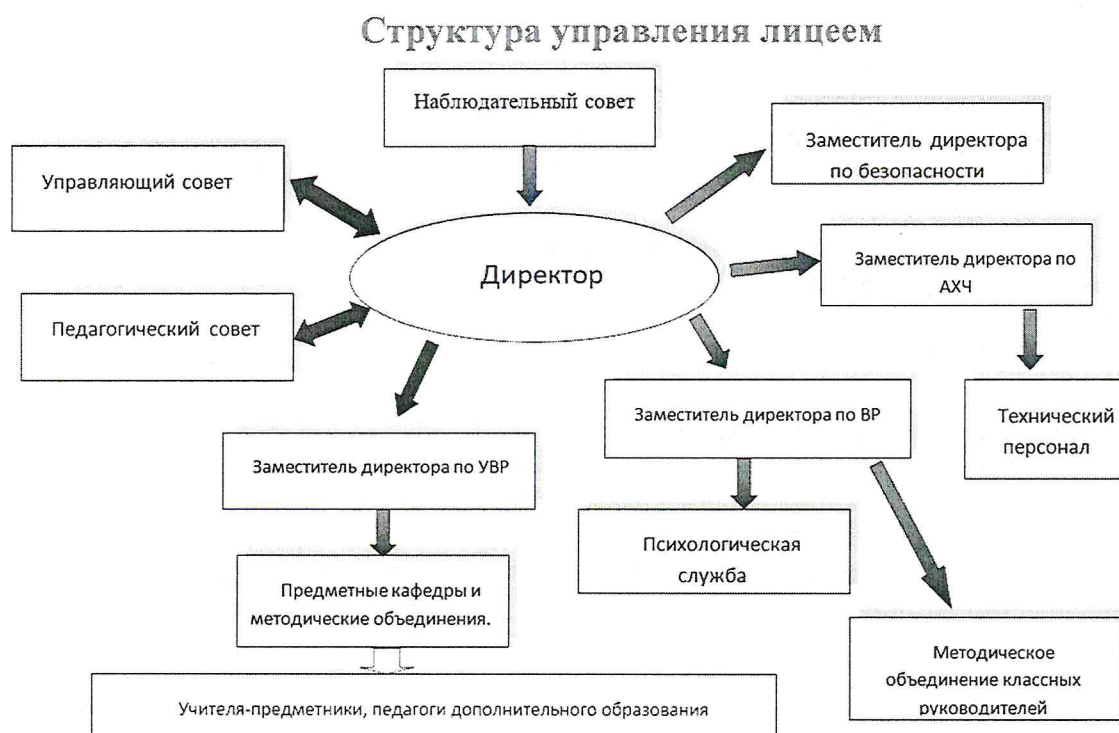 Структура управления лицеем
Наблюдательный совет
Заместитель директора
по безопасности
Управляющий совет
Директор
Заместитель директора по
АХЧ
Педагогический совет
Заместитель директора по ВР
Технический
персонал
Заместитель директора по УВР
Психологическая
служба
Предметные кафедры и
методические объединения.
Методическое
объединение классных
руководителей
Учителя-предметники, педагоги дополнительного образования